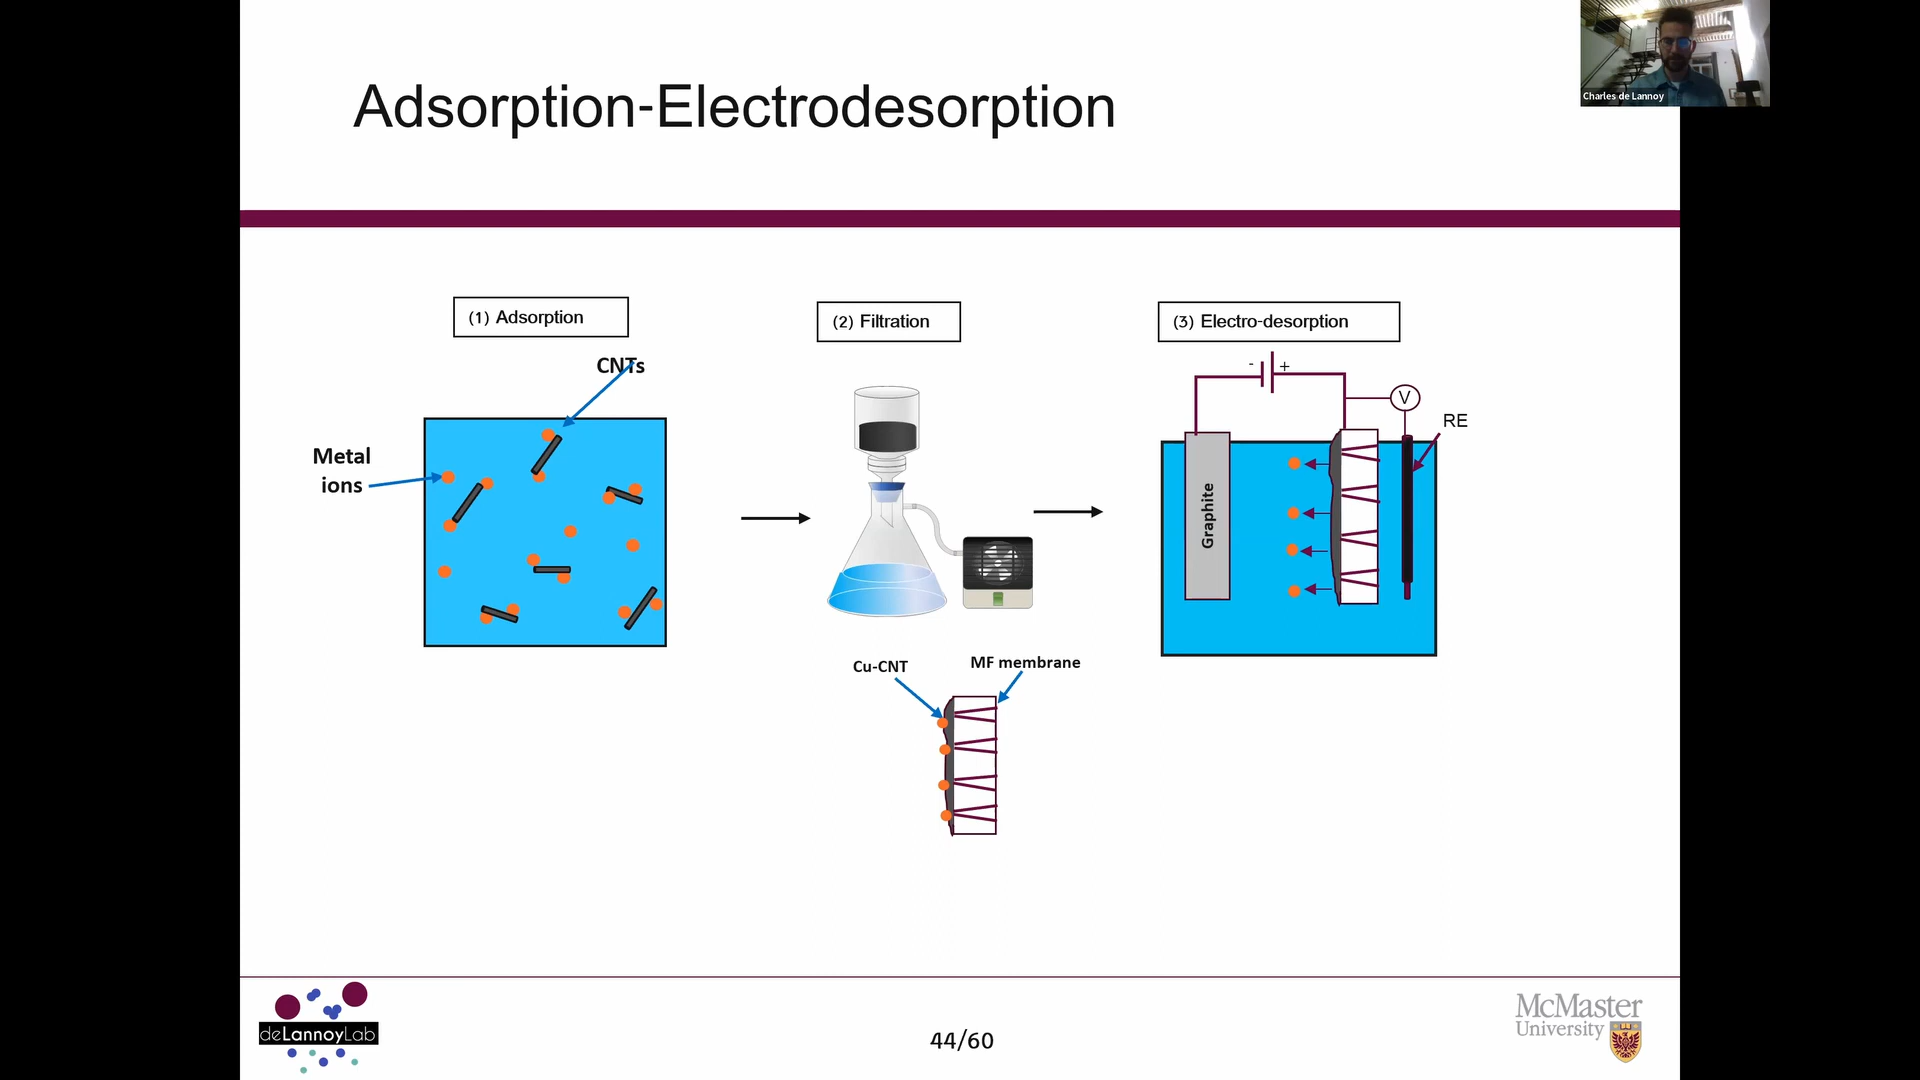 Charles de Lannoy
Adsorption-Electrodesorption
(1) Adsorption
(2) Filtration
(3) Electro-desorption
CNTs
Metal
ions
- +
V
RE
Graphite
Cu-CNT
MF membrane
deLannoyLab
44/60
McMaster
University